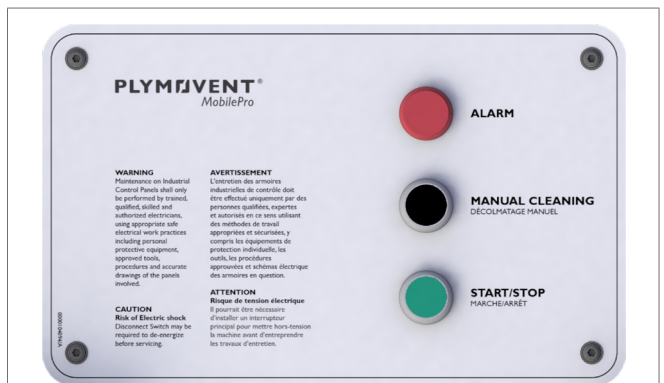 PLYMOVENT®
MobilePro
WARNING
Maintenance on Industrial
Control Panels shall only
be performed by trained,
qualified, skilled and
authorized electricians,
using appropriate safe
electrical work practices
including personal
protective equipment,
approved tools,
procedures and accurate
drawings of the panels
involved.
CAUTION
Risk of Electric shock
Disconnect Switch may be
required to de-energize
before servicing.
AVERTISSEMENT
L'entretien des armoires
industrielles de contrôle doit
être effectué uniquement par des
personnes qualifiées, expertes
et autorisés en ce sens utilisant
des méthodes de travail
appropriées et sécurisées, y
compris les équipements de
protection individuelle, les
outils, les procédures
approuvées et schémas électrique
des armoires en question.
ATTENTION
Risque de tension électrique
Il pourrait être nécessaire
d'installer un interrupteur
principal pour mettre hors-tension
la machine avant d'entreprendre
les travaux d'entretien.
ALARM
MANUAL CLEANING
DÉCOLMATAGE MANUEL
START/STOP
MARCHE/ARRÊT